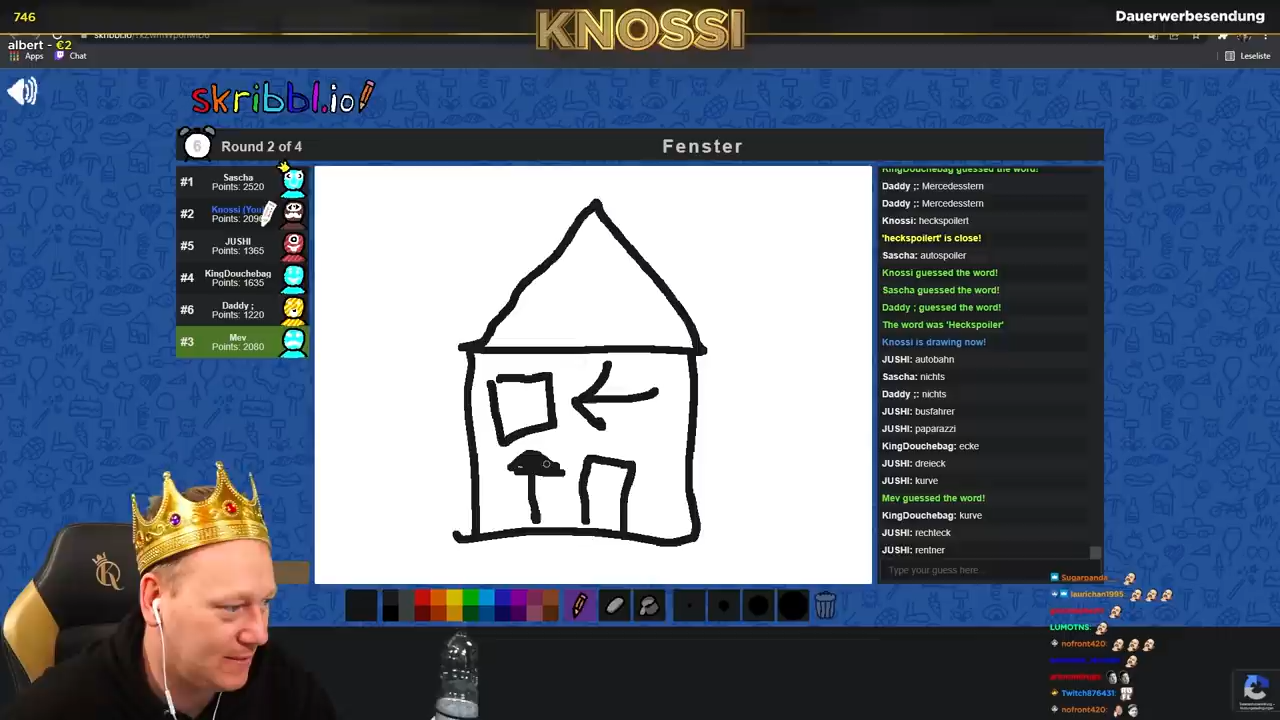 746
KNOSSI
Dauerwerbesendung
albert - €2
Apps
Chat
Leseliste
skribbl.io
6
Round 2 of 4
Fenster
#1
Sascha
Points: 2520
#2
Knossi (You)
#5
JUSHI
Points: 1365
#4
KingDouchebag
Points: 1635
#6
Daddy ;
Points: 1220
#3
Mev
Points: 2080
KingDouchebag guessed the word!
Daddy ;: Mercedesstern
Daddy ;: Mercedesstern
Knossi: heckspoilert
'heckspoilert' is close!
Sascha: autospoiler
Knossi guessed the word!
Sascha guessed the word!
Daddy ; guessed the word!
The word was 'Heckspoiler'
Knossi is drawing now!
JUSHI: autobahn
Sascha: nichts
Daddy ;: nichts
JUSHI: busfahrer
JUSHI: paparazzi
KingDouchebag: ecke
JUSHI: dreieck
JUSHI: kurve
Mev guessed the word!
KingDouchebag: kurve
JUSHI: rechteck
JUSHI: rentner
Type your guess here...
Sugarpanda
laurichan1995
LUMOTNS:
nofront420:
Twitch876431:
nofront420: